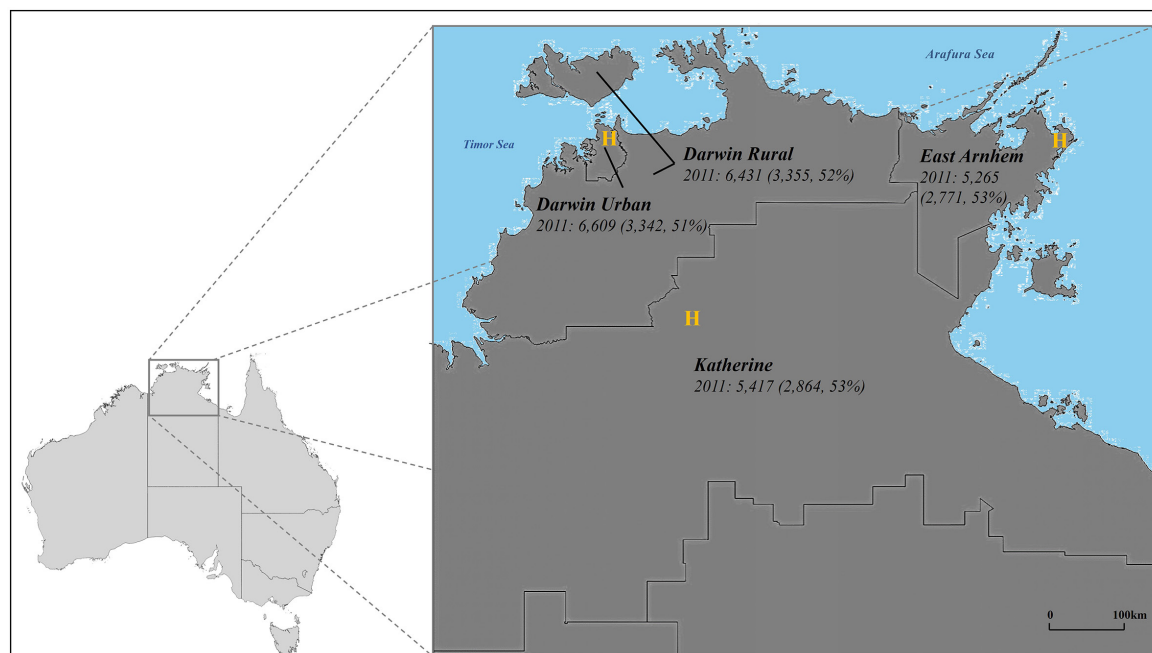 Arafura Sea
Timor Sea
H
H
Darwin Rural
2011: 6,431 (3,355, 52%)
East Arnhem
2011: 5,265
(2,771, 53%)
Darwin Urban
2011: 6,609 (3,342, 51%)
H
Katherine
2011: 5,417 (2,864, 53%)
0 100km